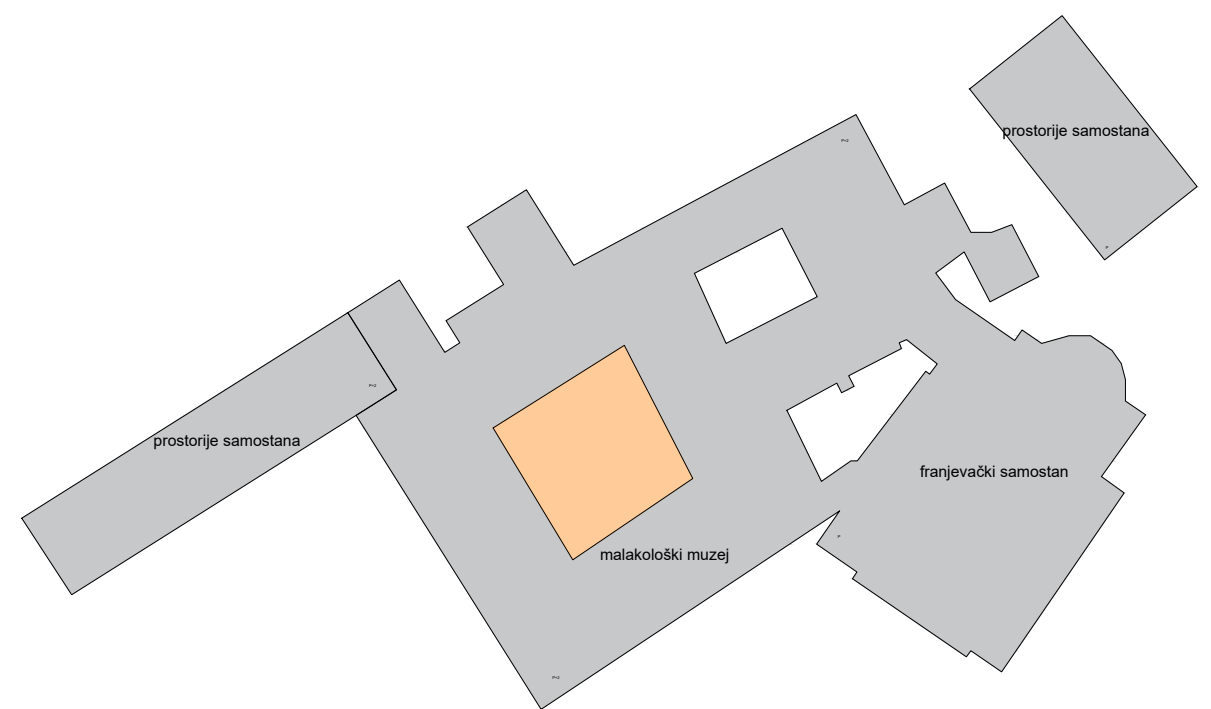 prostorije samostana
prostorije samostana
franjevački samostan
malakološki muzej